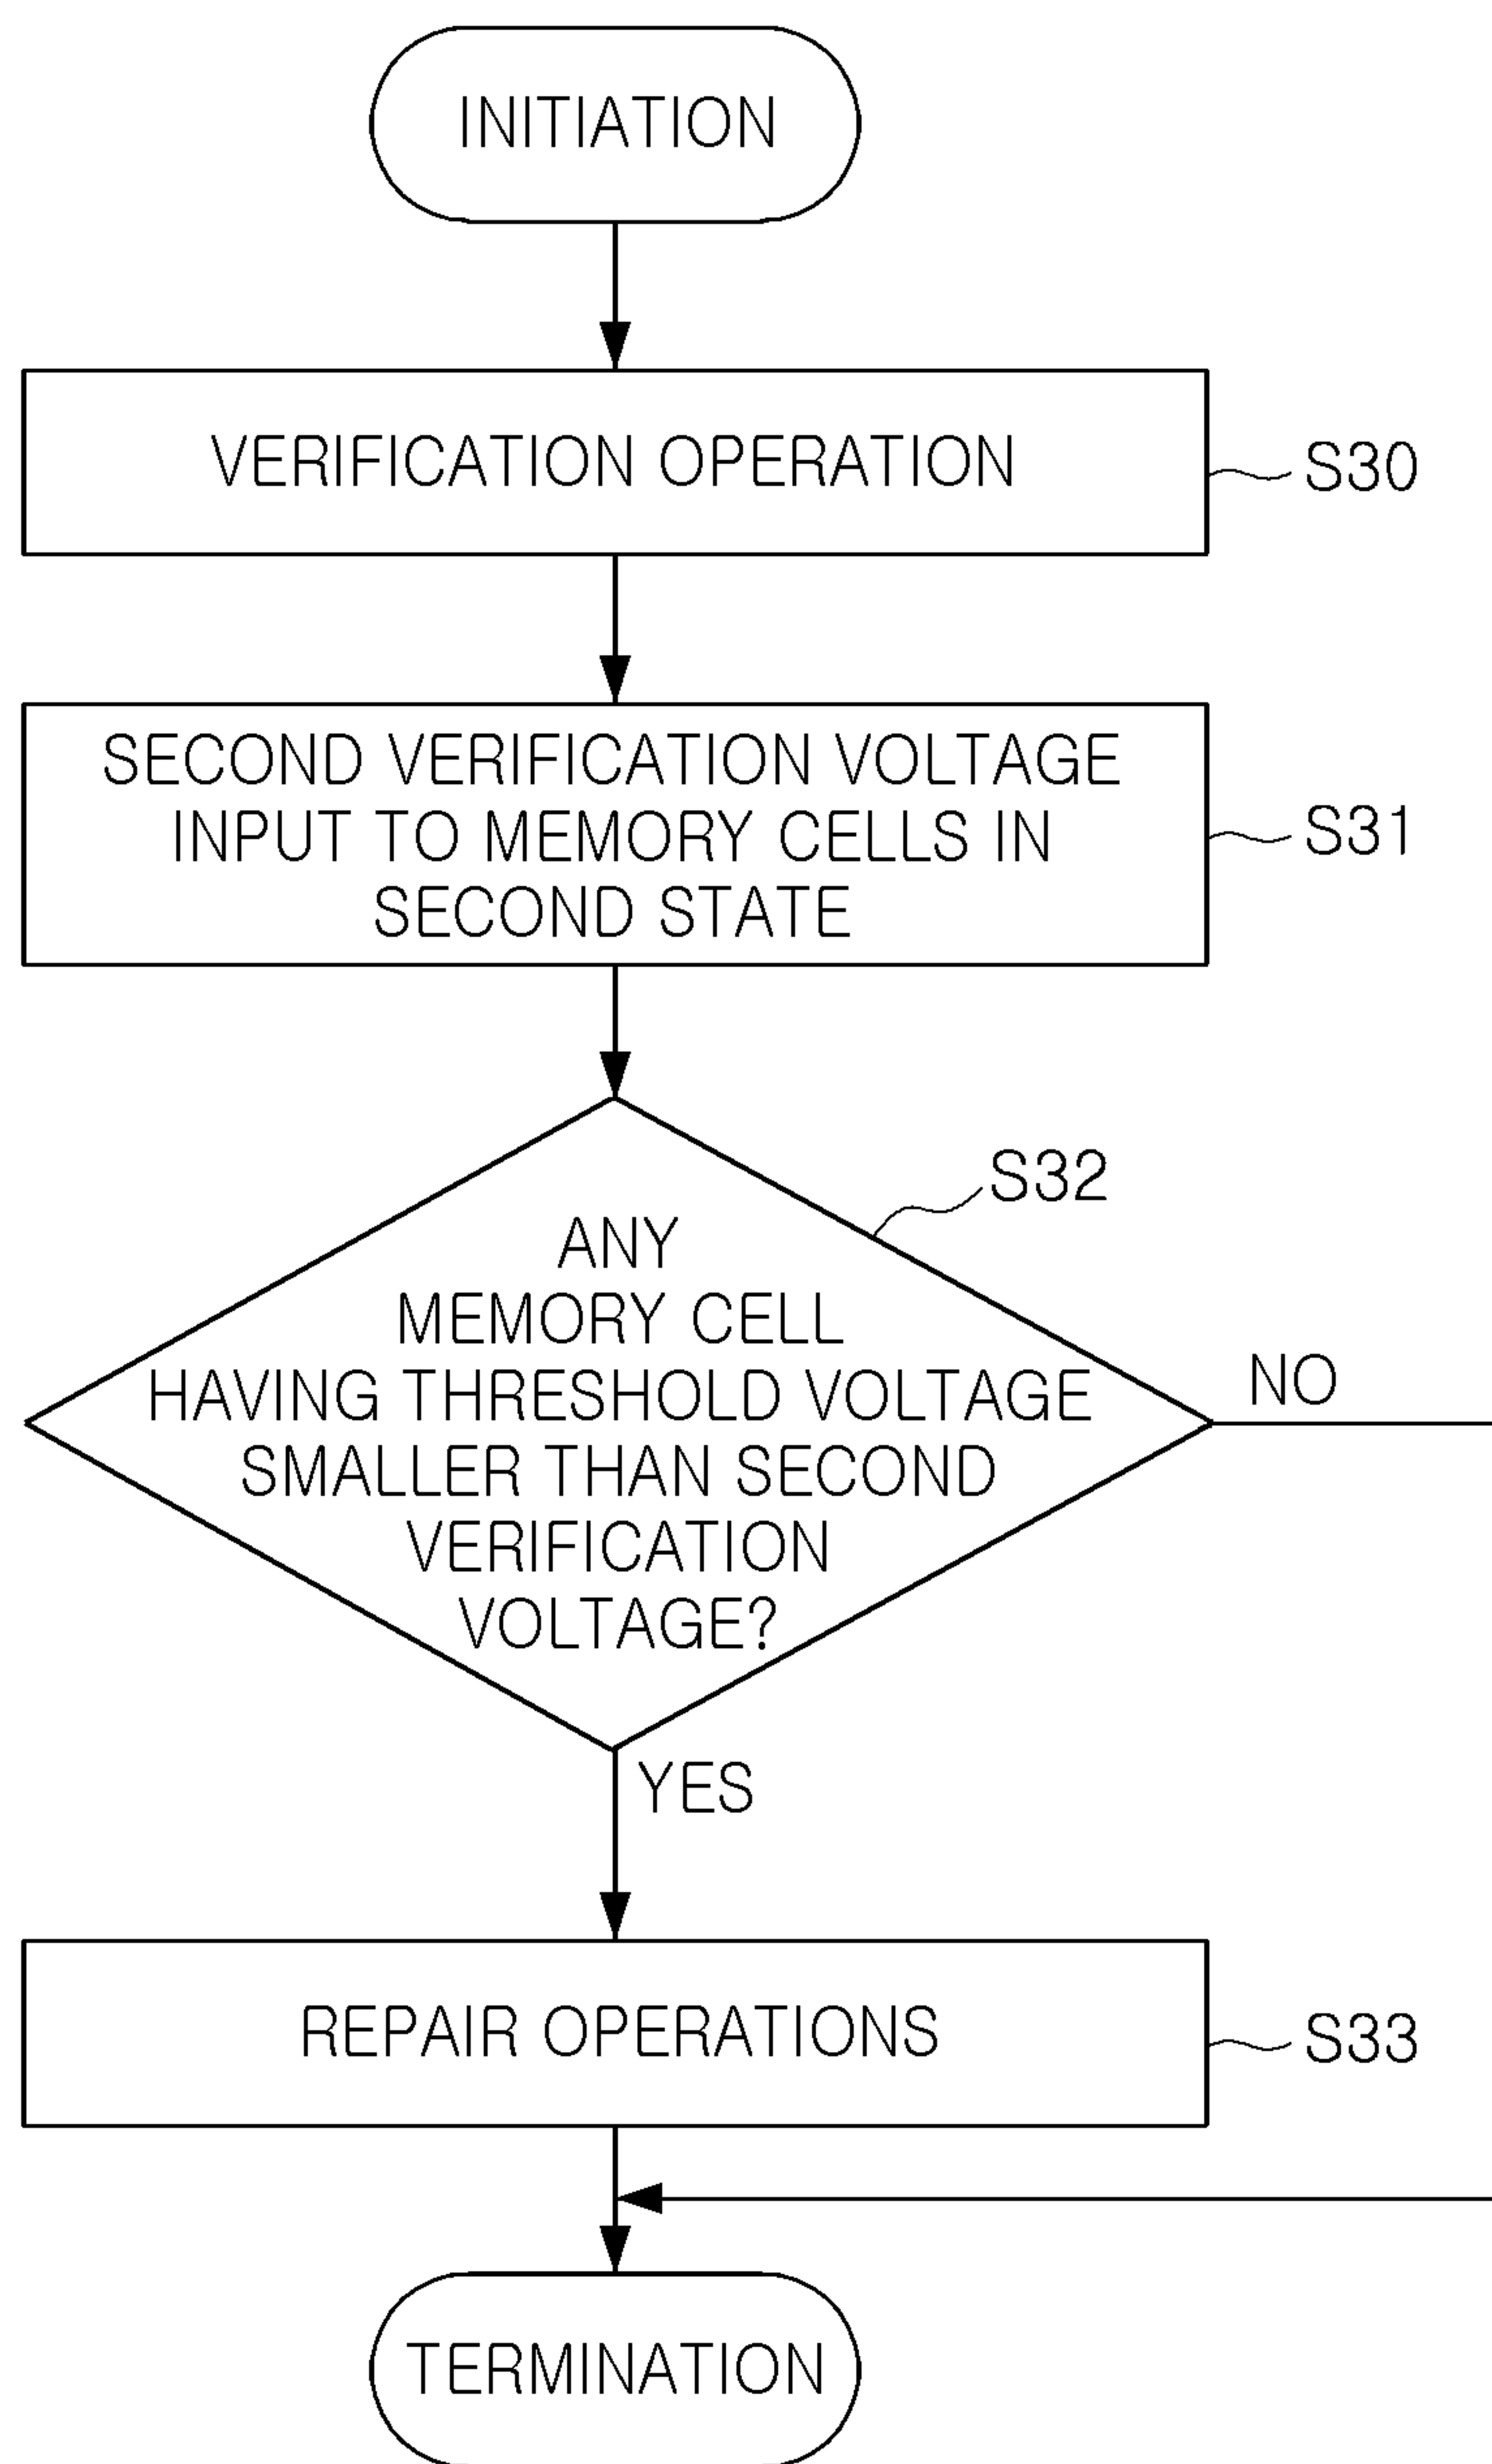 INITIATION
VERIFICATION OPERATION
S30
SECOND VERIFICATION VOLTAGE
INPUT TO MEMORY CELLS IN
SECOND STATE
S31
S32
ANY
MEMORY CELL
HAVING THRESHOLD VOLTAGE
SMALLER THAN SECOND
VERIFICATION
VOLTAGE?
NO
YES
REPAIR OPERATIONS
S33
TERMINATION